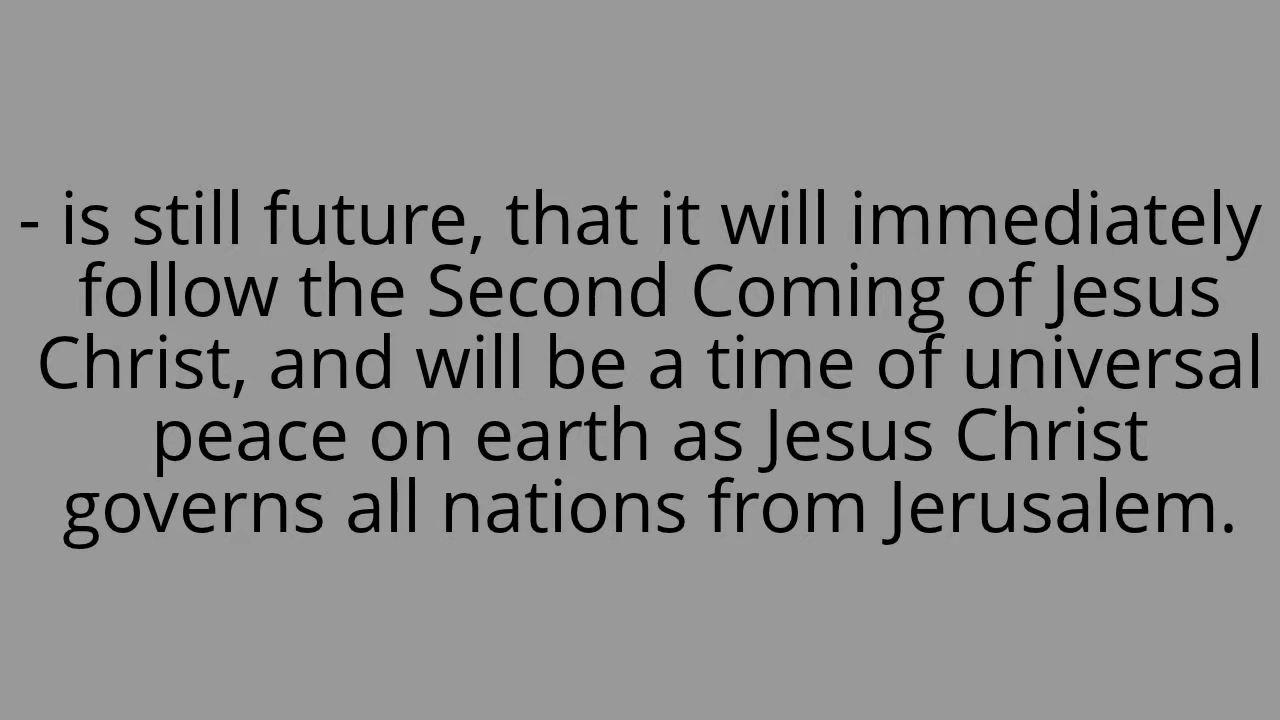 - is still future, that it will immediately
follow the Second Coming of Jesus
Christ, and will be a time of universal
peace on earth as Jesus Christ
governs all nations from Jerusalem.